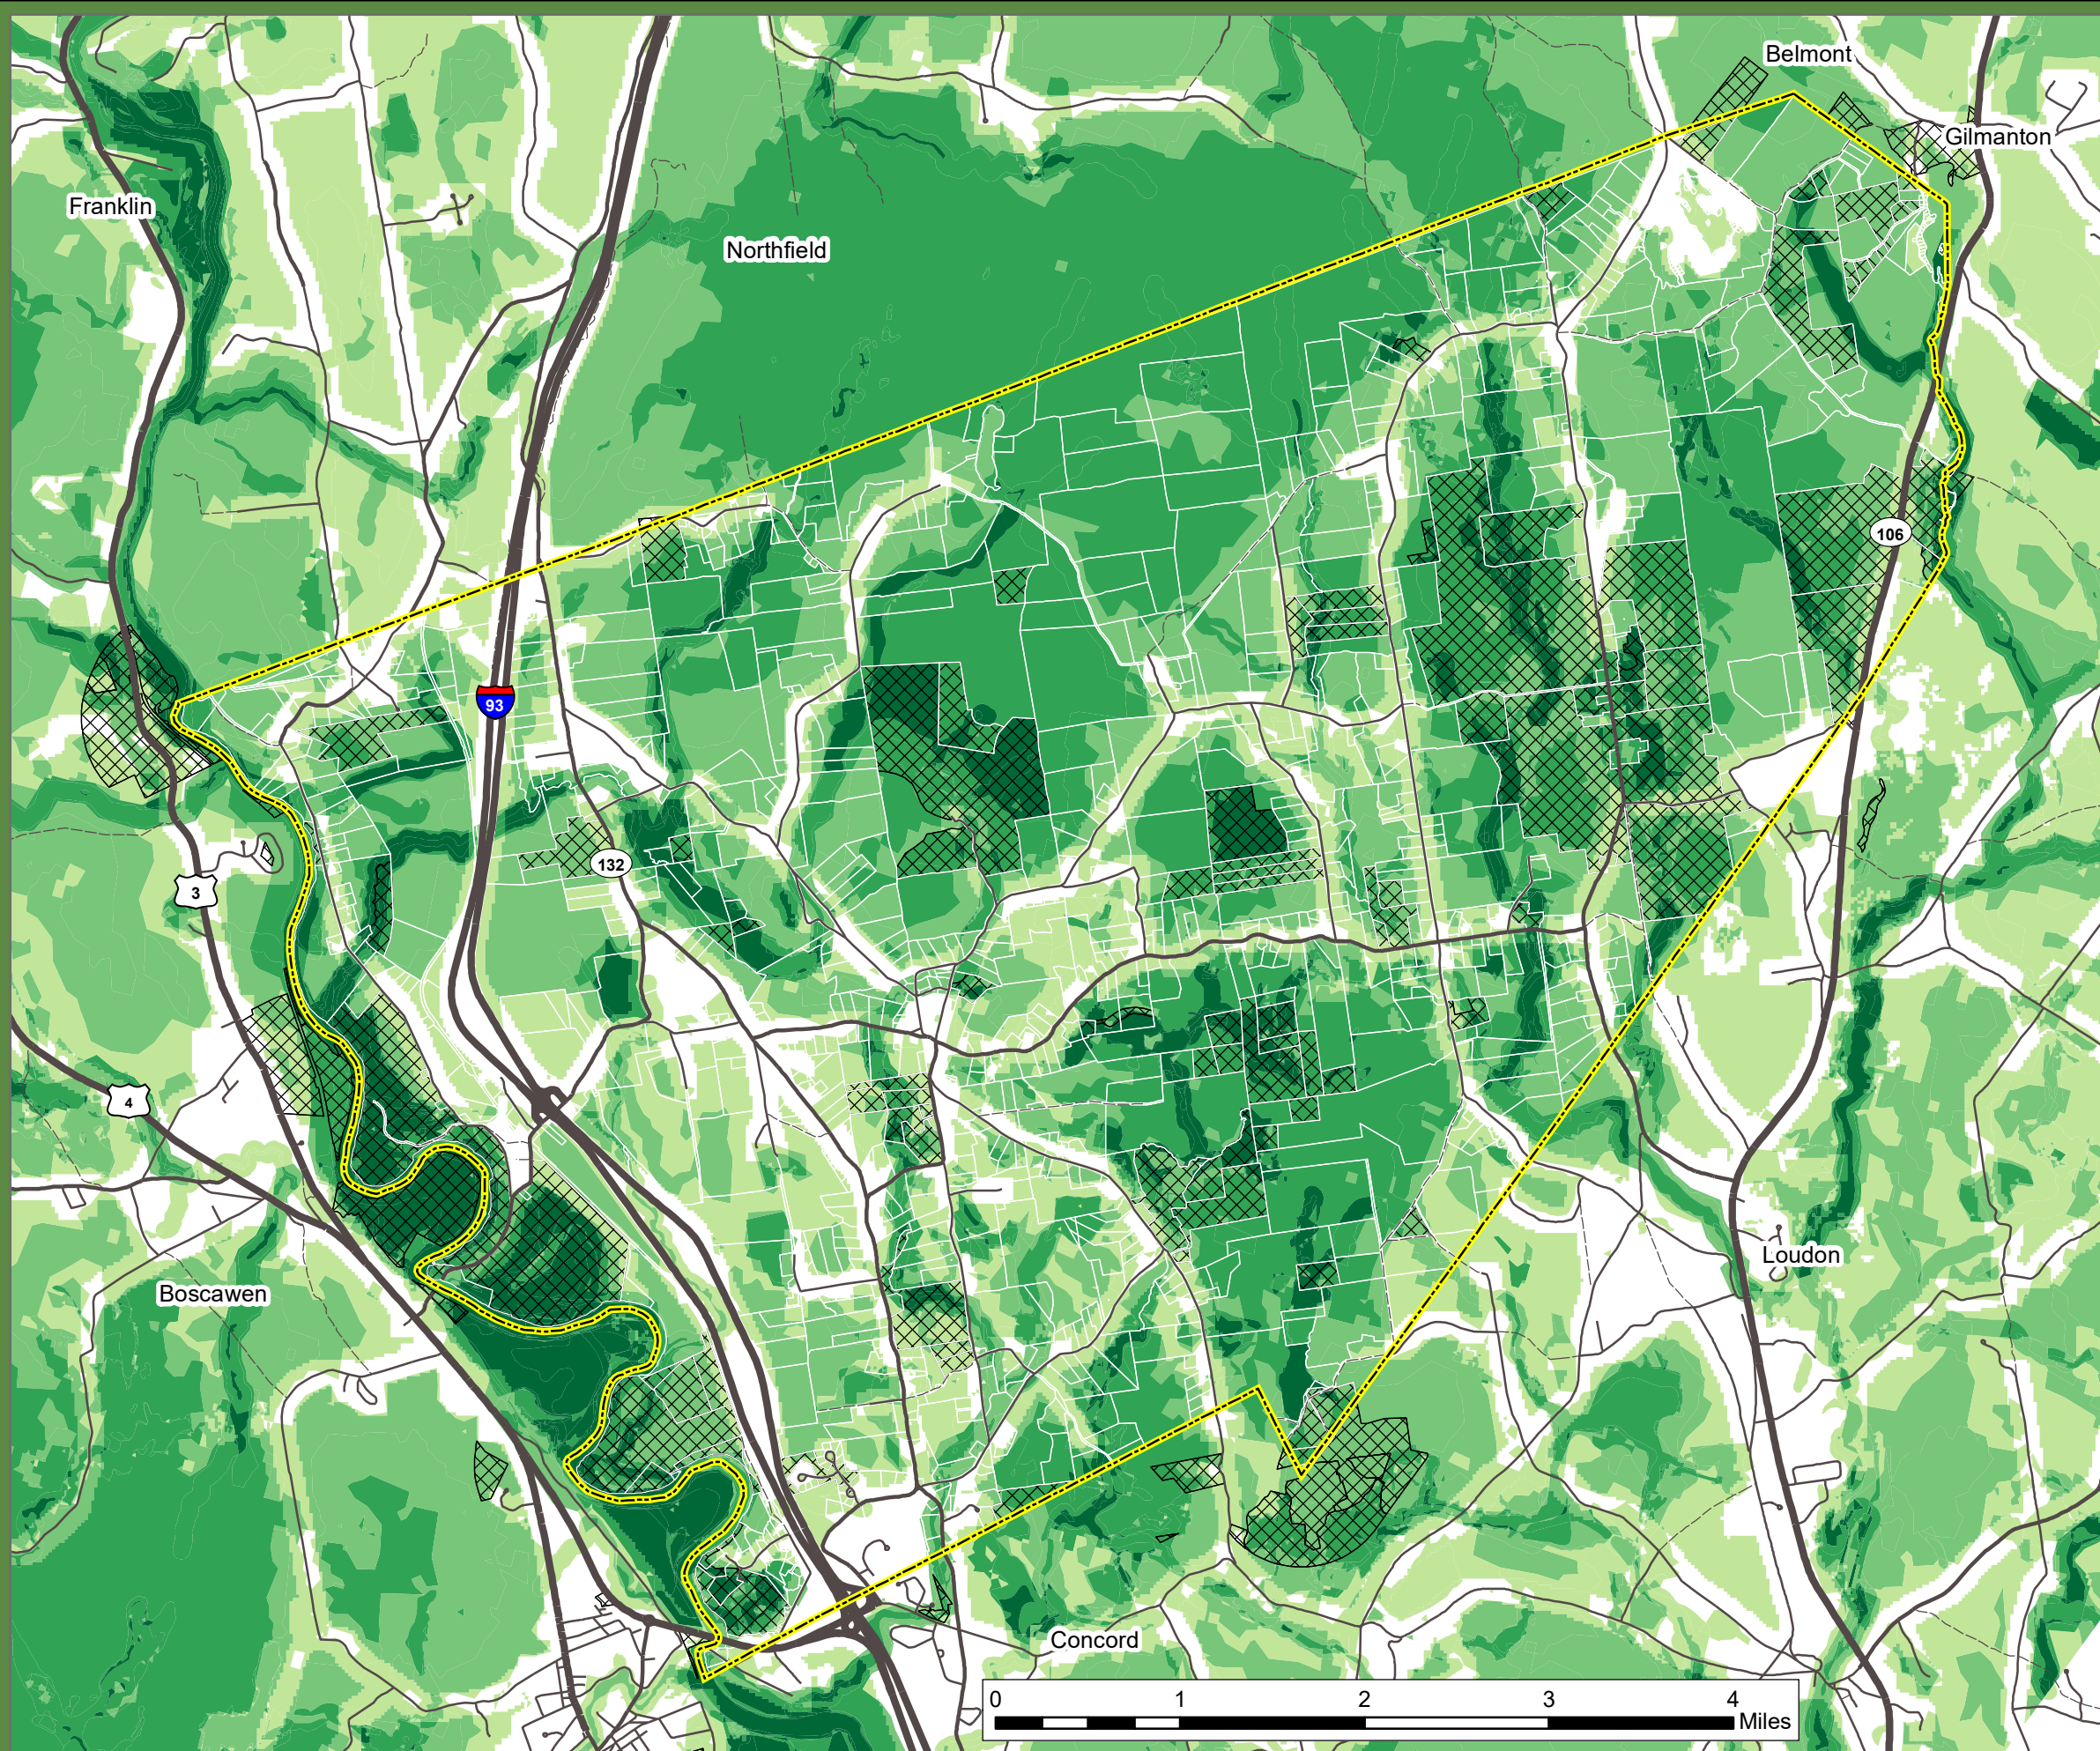 Belmont
Gilmanton
Franklin
Northfield
106
93
132
3
4
Loudon
Boscawen
Concord
0 1 2 3 4
Miles